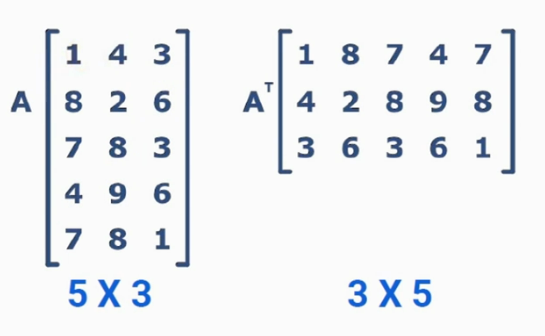 A
1 4 3
8 2 6
7 8 3
4 9 6
7 8 1
5 X 3
Aᵀ
1 8 7 4 7
4 2 8 9 8
3 6 3 6 1
3 X 5